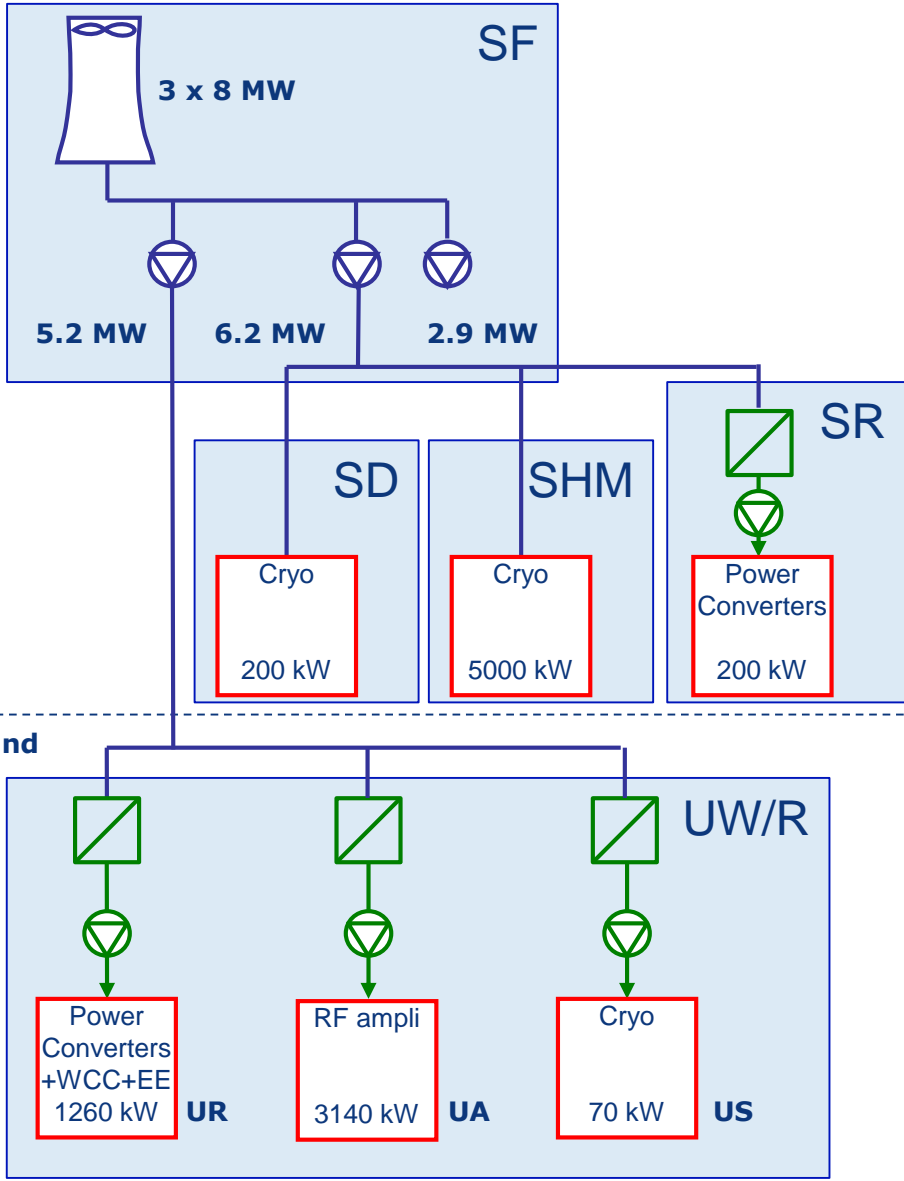 SF
3 x 8 MW
5.2 MW
6.2 MW
2.9 MW
SR
SD
SHM
Cryo
200 kW
Cryo
5000 kW
Power
Converters
200 kW
nd
UW/R
Power
Converters
+WCC+EE
1260 kW
UR
RF ampli
3140 kW
UA
Cryo
70 kW
US